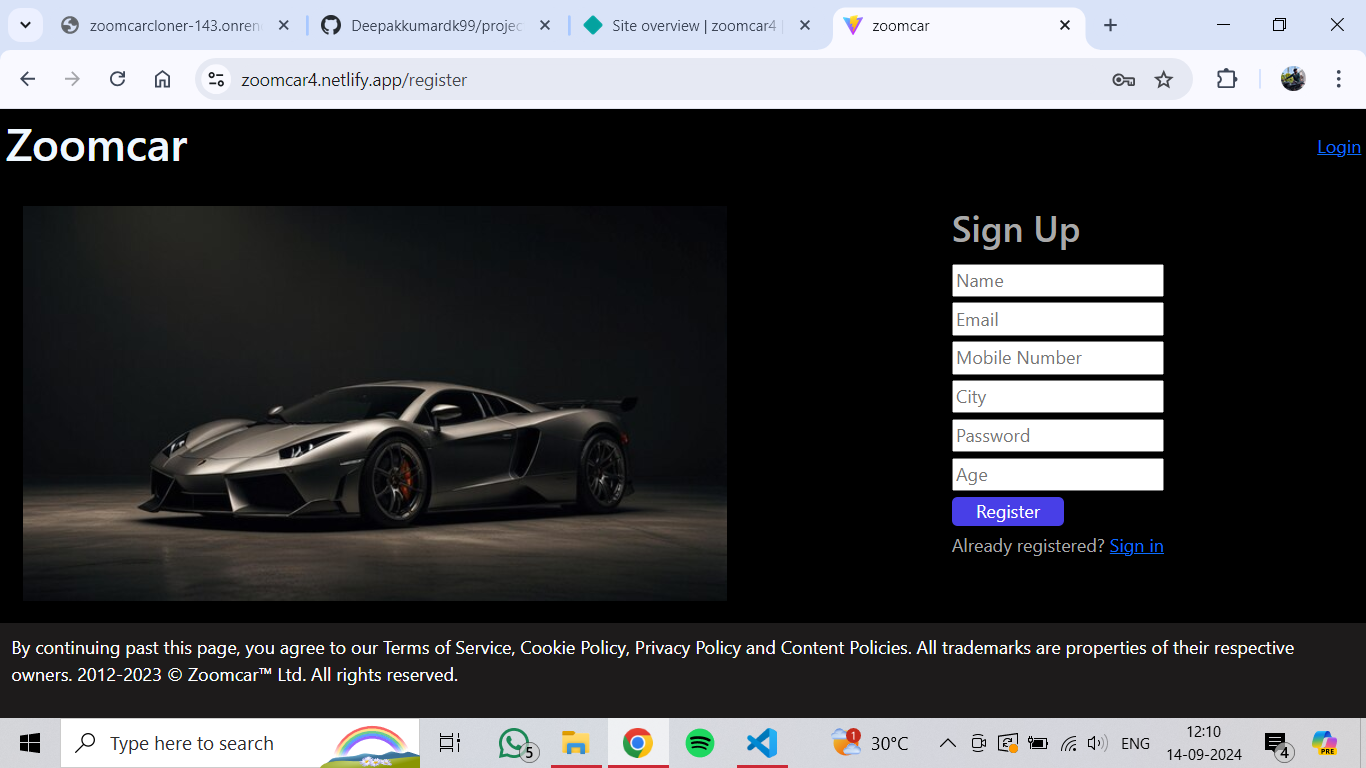 zoomcarcloner-143.onren
Deepakkumardk99/projec
Site overview | zoomcar4 |
zoomcar
zoomcar4.netlify.app/register
Zoomcar
Login
Sign Up
Name
Email
Mobile Number
City
Password
Age
Register
Already registered? Sign in
By continuing past this page, you agree to our Terms of Service, Cookie Policy, Privacy Policy and Content Policies. All trademarks are properties of their respective
owners. 2012-2023 © Zoomcar™ Ltd. All rights reserved.
Type here to search
5
1
30°C
ENG
12:10
14-09-2024
4
PRE